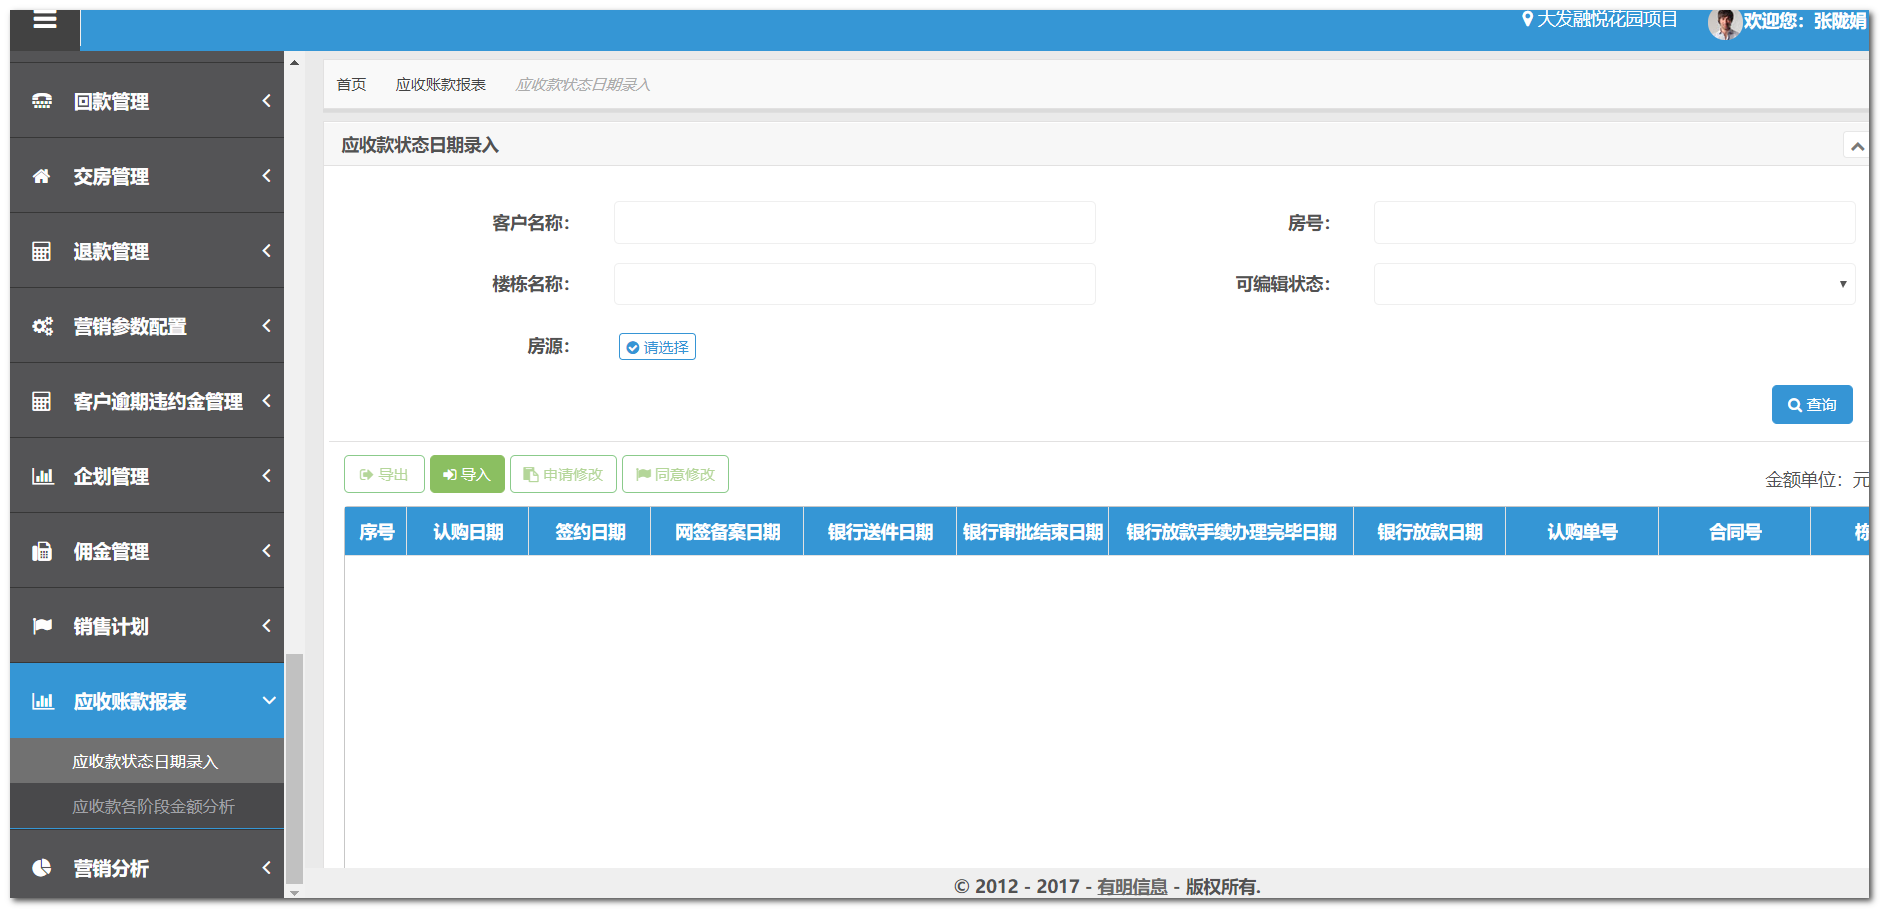 大发融悦花园项目 欢迎您：张陇娟
回款管理
交房管理
退款管理
营销参数配置
客户逾期违约金管理
企划管理
佣金管理
销售计划
应收账款报表
应收款状态日期录入
应收款各阶段金额分析
营销分析
首页 应收账款报表 应收款状态日期录入
应收款状态日期录入
客户名称： 房号：
楼栋名称： 可编辑状态：
房源： 请选择
查询
导出 导入 申请修改 同意修改
金额单位：元
序号 认购日期 签约日期 网签备案日期 银行送件日期 银行审批结束日期 银行放款手续办理完毕日期 银行放款日期 认购单号 合同号
© 2012 - 2017 - 有明信息 - 版权所有.